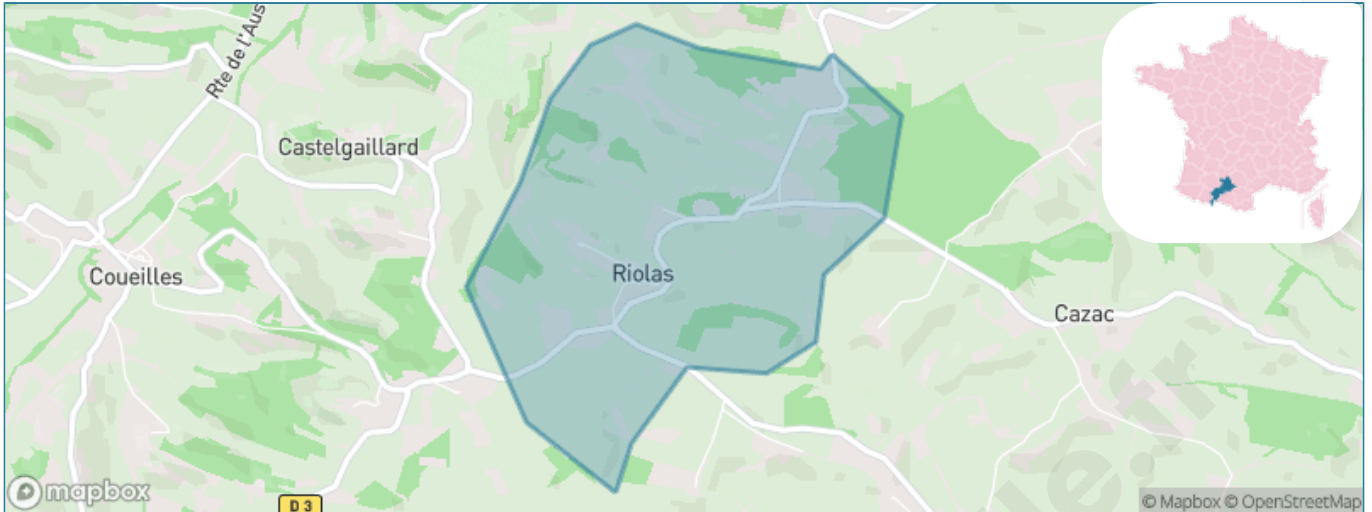 Rte de l'Aus
Castelgaillard
Coueilles
Riolas
Cazac
D 3
mapbox
© Mapbox © OpenStreetMap